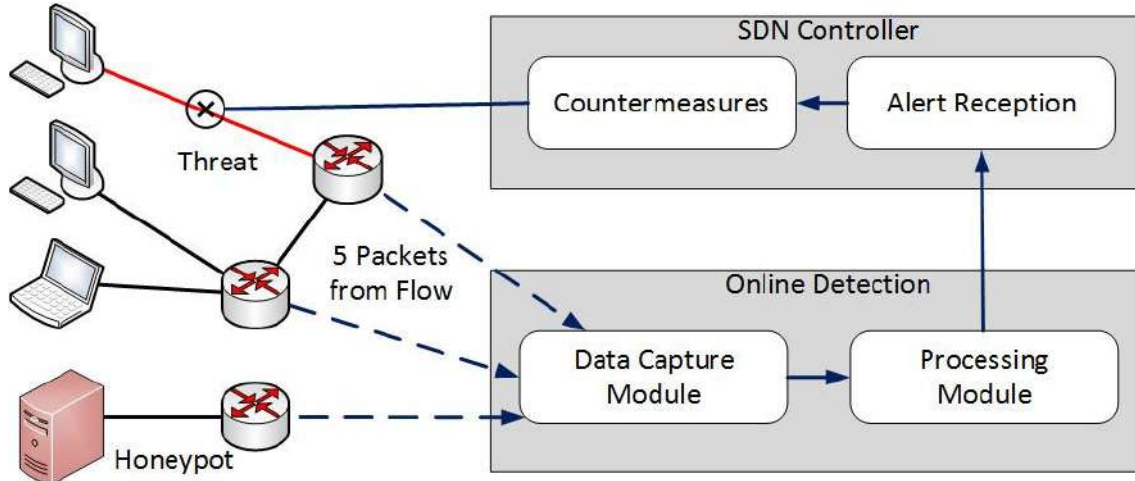 SDN Controller
Countermeasures
Alert Reception
Threat
5 Packets
from Flow
Online Detection
Data Capture
Module
Processing
Module
Honeypot